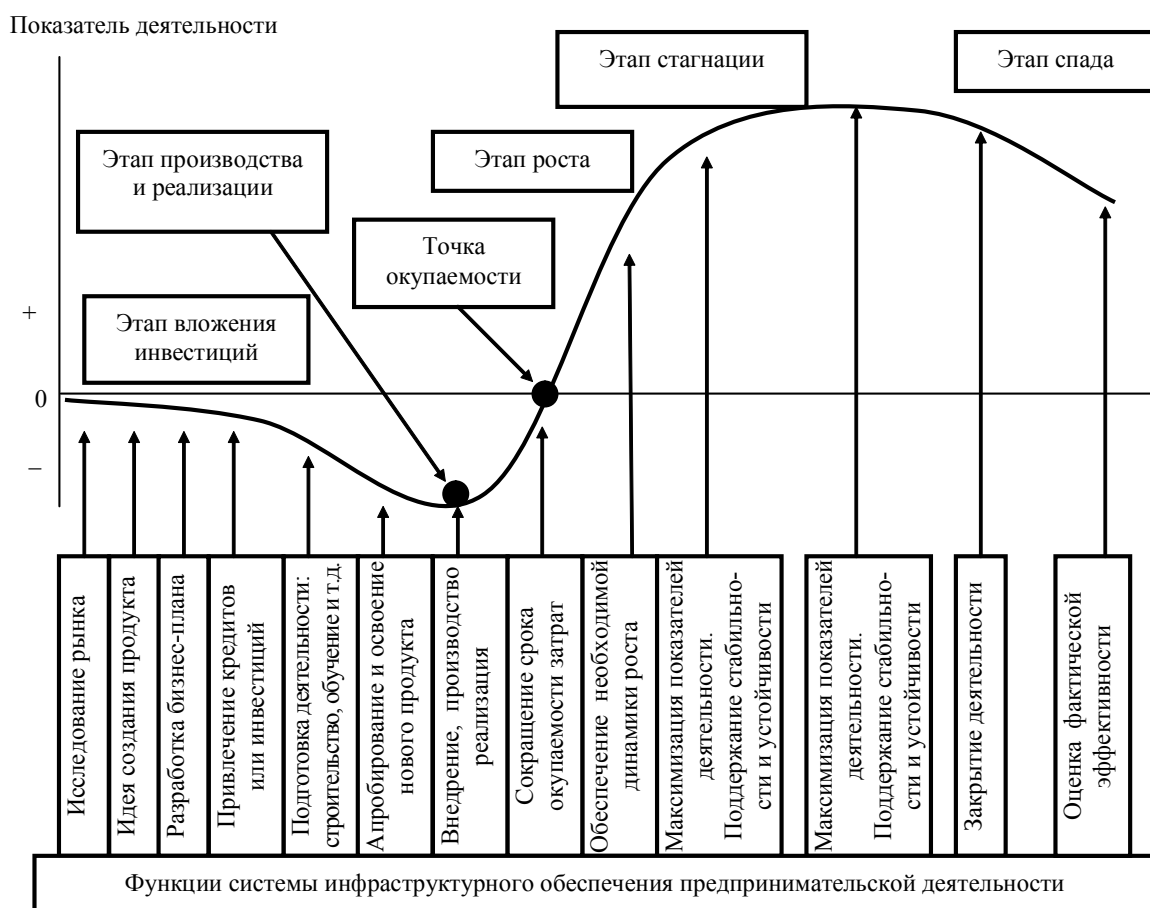 Показатель деятельности
Этап стагнации
Этап спада
Этап производства
и реализации
Этап роста
Точка
окупаемости
+
Этап вложения
инвестиций
0
–
Исследование рынка
Идея создания продукта
Разработка бизнес-плана
Привлечение кредитов
или инвестиций
Подготовка деятельности:
строительство, обучение и т.д.
Апробирование и освоение
нового продукта
Внедрение, производство
реализация
Сокращение срока
окупаемости затрат
Обеспечение необходимой
динамики роста
Максимизация показателей
деятельности.
Поддержание стабильно-
сти и устойчивости
Максимизация показателей
деятельности.
Поддержание стабильно-
сти и устойчивости
Закрытие деятельности
Оценка фактической
эффективности
Функции системы инфраструктурного обеспечения предпринимательской деятельности